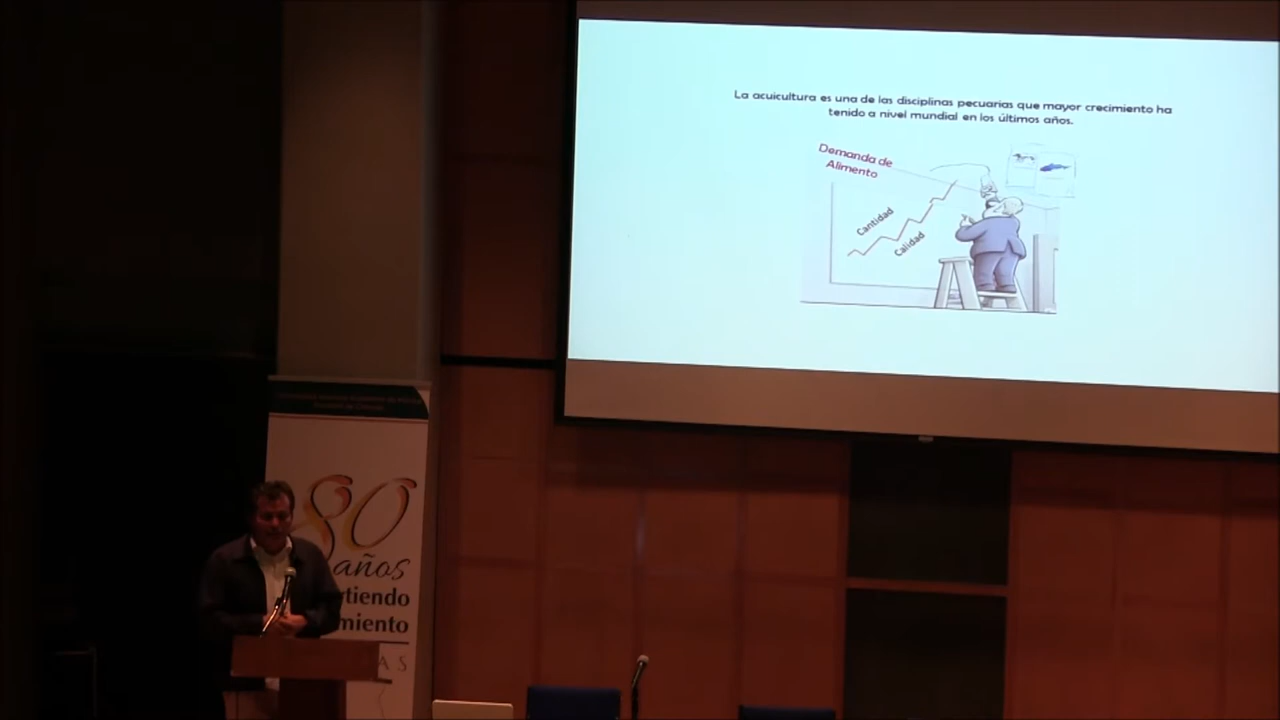 La acuicultura es una de las disciplinas pecuarias que mayor crecimiento ha
tenido a nivel mundial en los últimos años.
Demanda de
Alimento
Cantidad
Calidad
80
años
tiendo
miento
A S